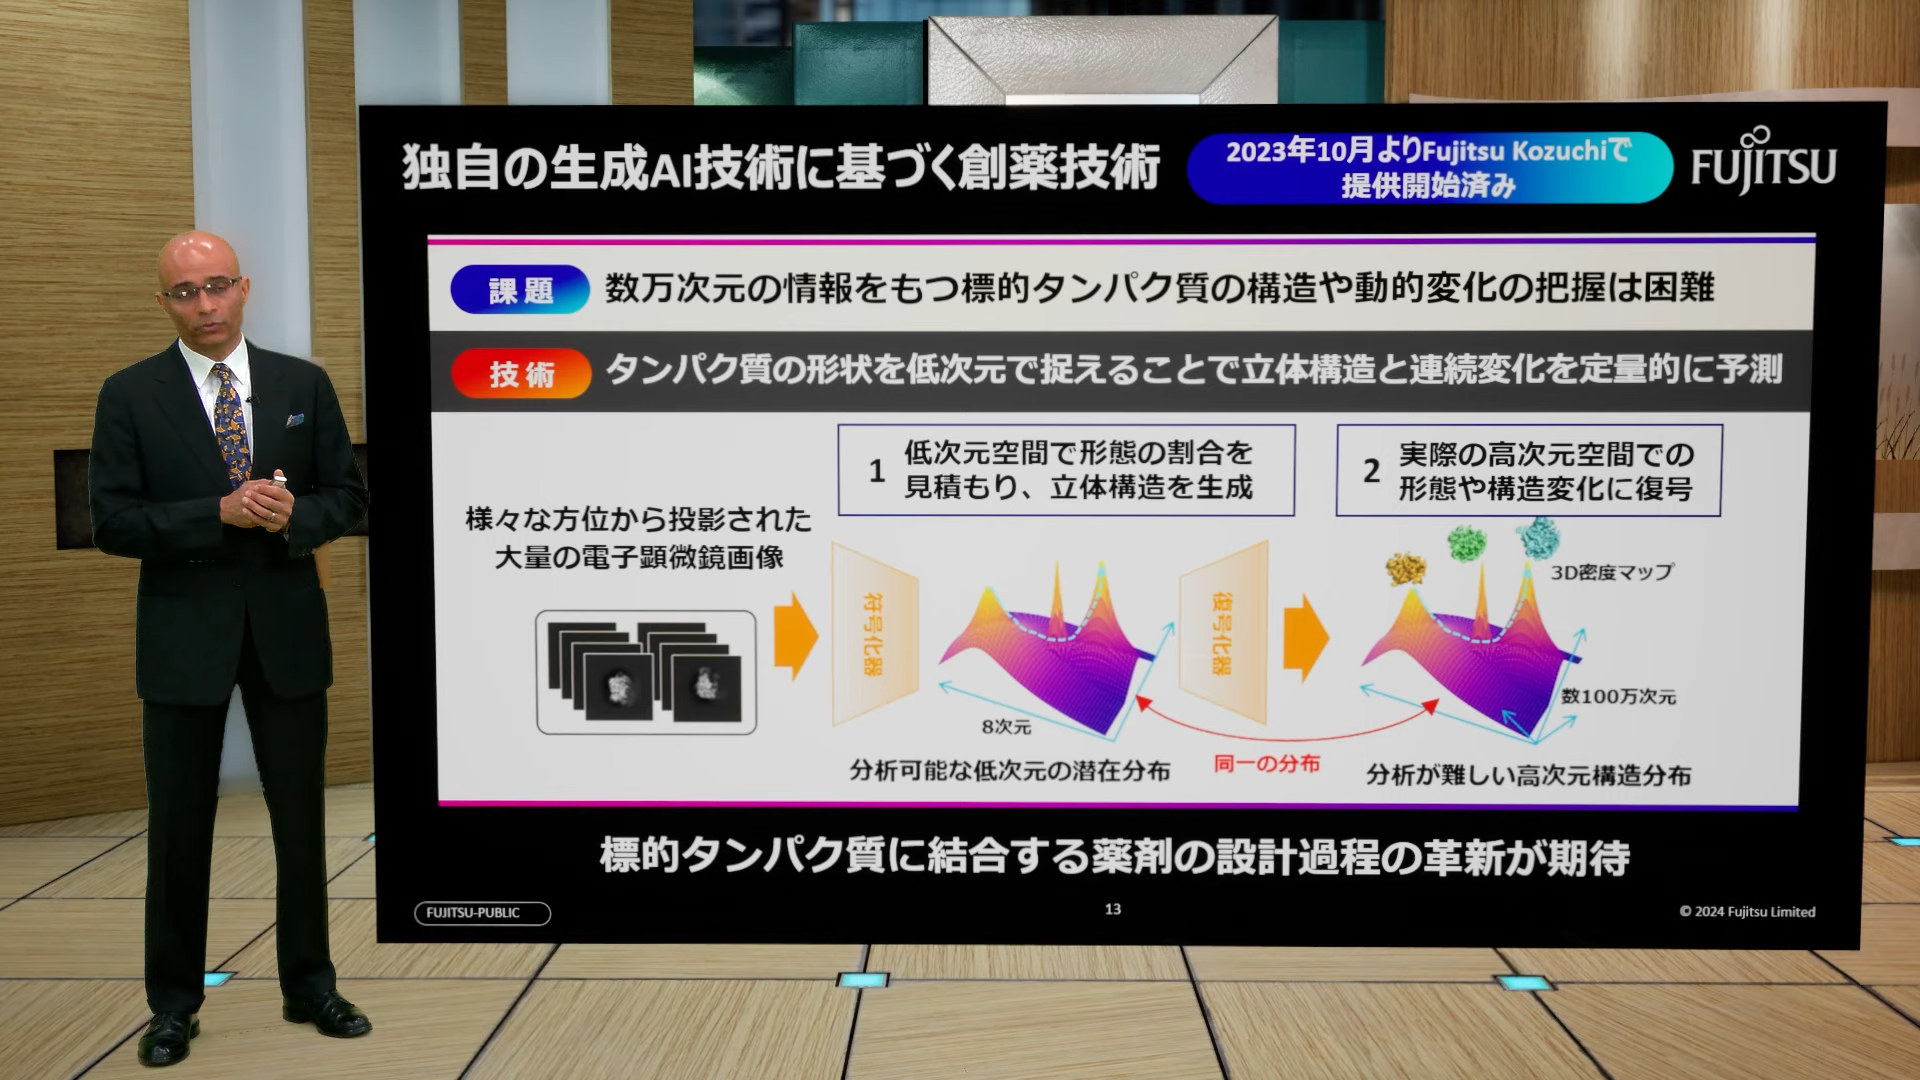 独自の生成AI技術に基づく創薬技術
2023年10月よりFujitsu Kozuchiで
提供開始済み
FUJITSU
課題
数万次元の情報をもつ標的タンパク質の構造や動的変化の把握は困難
技術
タンパク質の形状を低次元で捉えることで立体構造と連続変化を定量的に予測
様々な方位から投影された
大量の電子顕微鏡画像
1
低次元空間で形態の割合を
見積もり、立体構造を生成
2
実際の高次元空間での
形態や構造変化に復号
符号化器
8次元
分析可能な低次元の潜在分布
復号化器
同一の分布
3D密度マップ
数100万次元
分析が難しい高次元構造分布
標的タンパク質に結合する薬剤の設計過程の革新が期待
FUJITSU-PUBLIC
13
© 2024 Fujitsu Limited